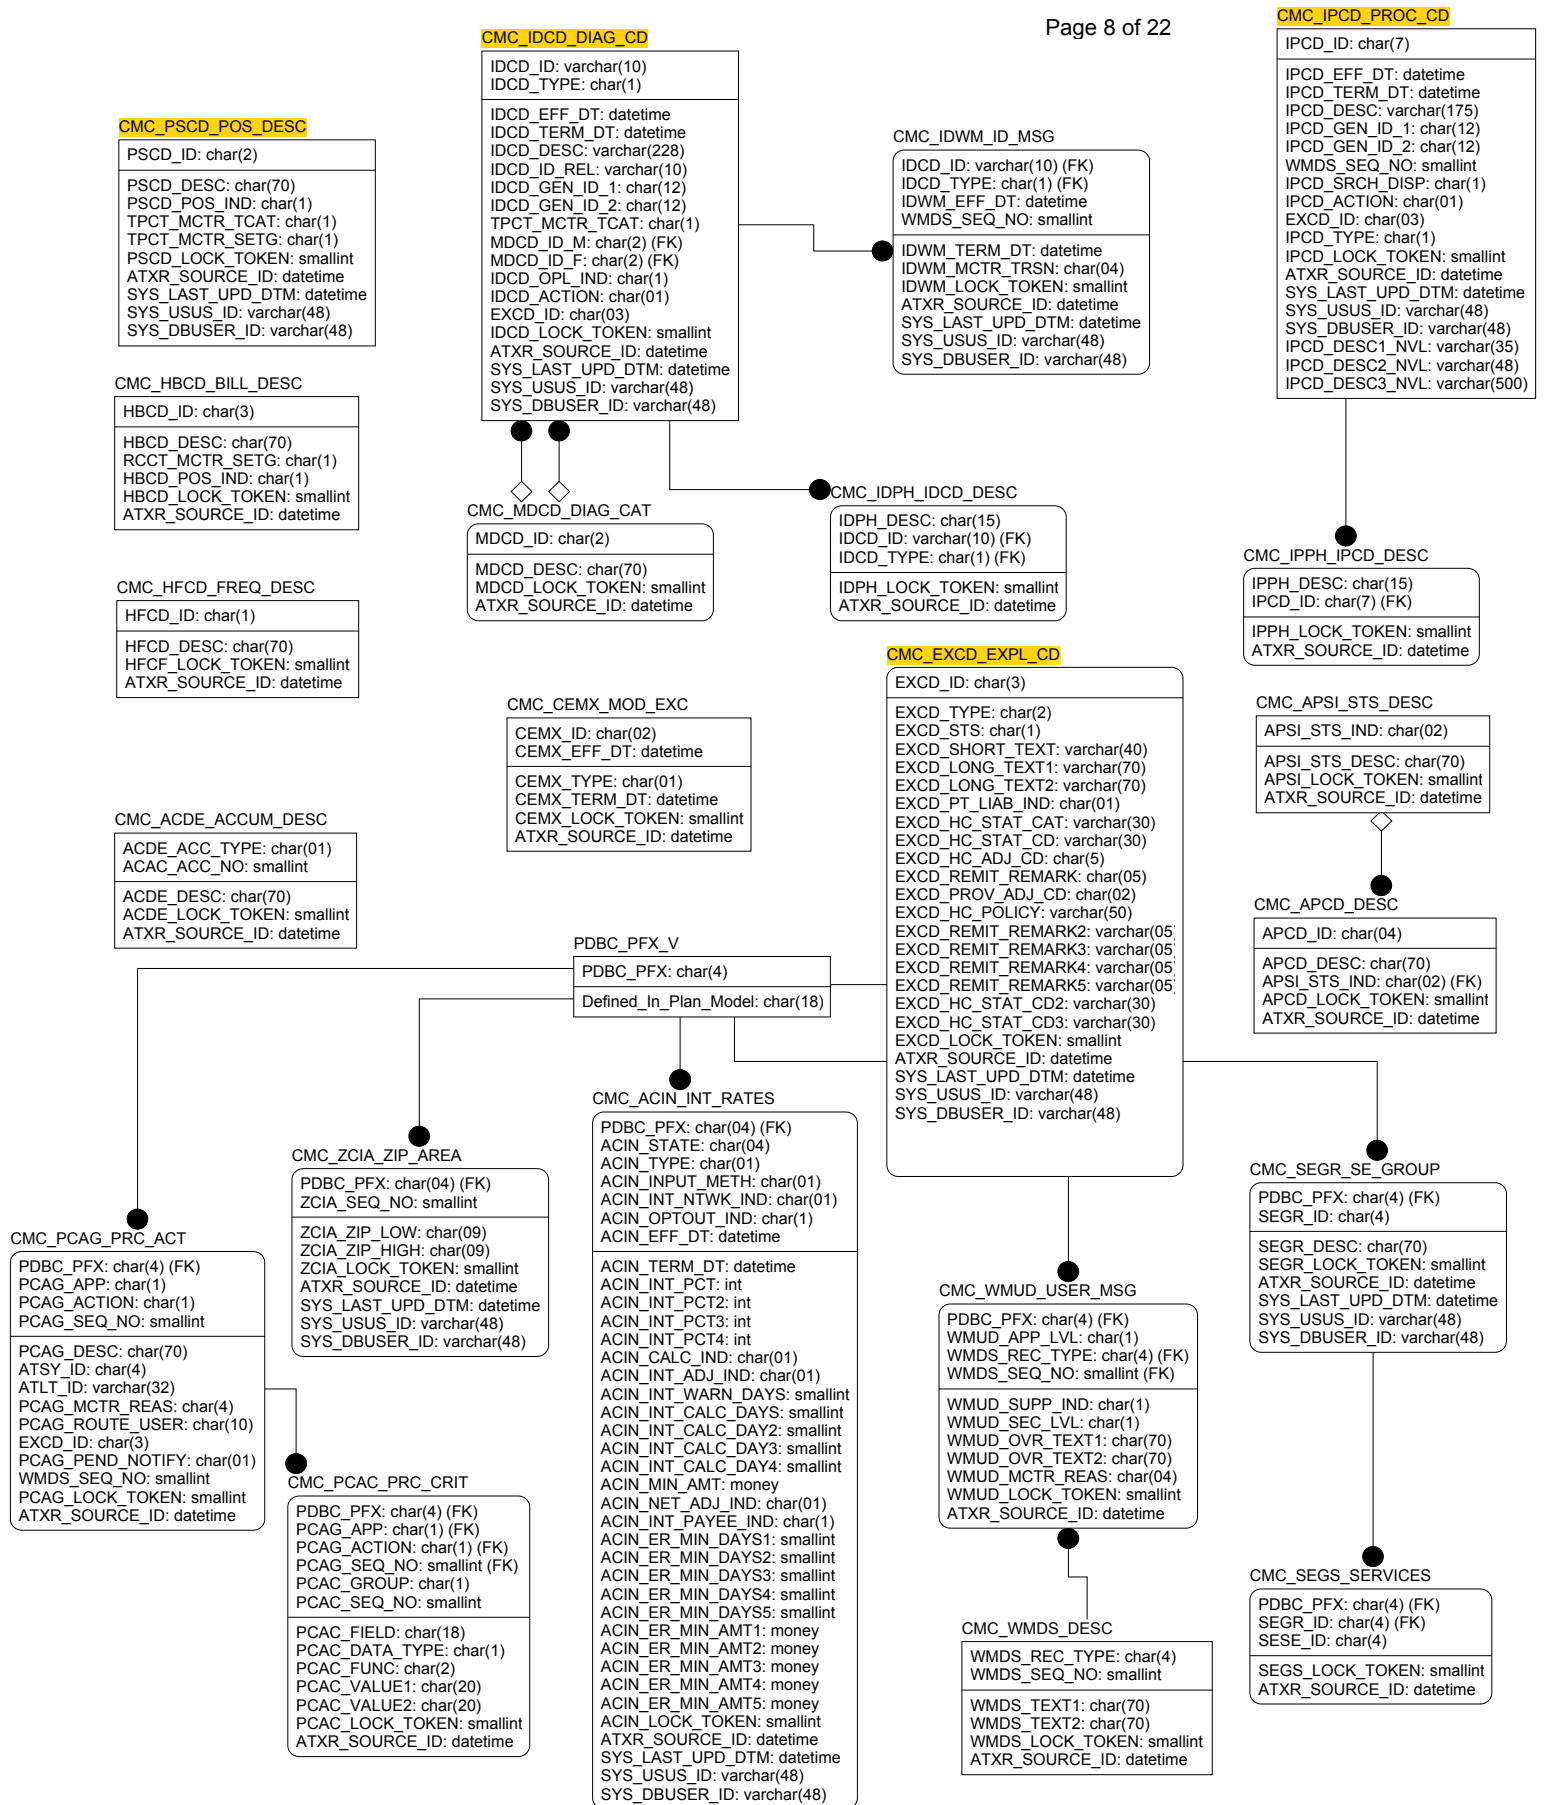 Page 8 of 22
CMC_PSCD_POS_DESC
PSCD_ID: char(2)
PSCD_DESC: char(70)
PSCD_POS_IND: char(1)
TPCT_MCTR_TCAT: char(1)
TPCT_MCTR_SETG: char(1)
PSCD_LOCK_TOKEN: smallint
ATXR_SOURCE_ID: datetime
SYS_LAST_UPD_DTM: datetime
SYS_USUS_ID: varchar(48)
SYS_DBUSER_ID: varchar(48)
CMC_HBCD_BILL_DESC
HBCD_ID: char(3)
HBCD_DESC: char(70)
RCCT_MCTR_SETG: char(1)
HBCD_POS_IND: char(1)
HBCD_LOCK_TOKEN: smallint
ATXR_SOURCE_ID: datetime
CMC_HFCD_FREQ_DESC
HFCD_ID: char(1)
HFCD_DESC: char(70)
HFCF_LOCK_TOKEN: smallint
ATXR_SOURCE_ID: datetime
CMC_ACDE_ACCUM_DESC
ACDE_ACC_TYPE: char(01)
ACAC_ACC_NO: smallint
ACDE_DESC: char(70)
ACDE_LOCK_TOKEN: smallint
ATXR_SOURCE_ID: datetime
CMC_IDCD_DIAG_CD
IDCD_ID: varchar(10)
IDCD_TYPE: char(1)
IDCD_EFF_DT: datetime
IDCD_TERM_DT: datetime
IDCD_DESC: varchar(228)
IDCD_ID_REL: varchar(10)
IDCD_GEN_ID_1: char(12)
IDCD_GEN_ID_2: char(12)
TPCT_MCTR_TCAT: char(1)
MDCD_ID_M: char(2) (FK)
MDCD_ID_F: char(2) (FK)
IDCD_OPL_IND: char(1)
IDCD_ACTION: char(01)
EXCD_ID: char(03)
IDCD_LOCK_TOKEN: smallint
ATXR_SOURCE_ID: datetime
SYS_LAST_UPD_DTM: datetime
SYS_USUS_ID: varchar(48)
SYS_DBUSER_ID: varchar(48)
CMC_IDWM_ID_MSG
IDCD_ID: varchar(10) (FK)
IDCD_TYPE: char(1) (FK)
IDWM_EFF_DT: datetime
WMDS_SEQ_NO: smallint
IDWM_TERM_DT: datetime
IDWM_MCTR_TRSN: char(04)
IDWM_LOCK_TOKEN: smallint
ATXR_SOURCE_ID: datetime
SYS_LAST_UPD_DTM: datetime
SYS_USUS_ID: varchar(48)
SYS_DBUSER_ID: varchar(48)
CMC_IPCD_PROC_CD
IPCD_ID: char(7)
IPCD_EFF_DT: datetime
IPCD_TERM_DT: datetime
IPCD_DESC: varchar(175)
IPCD_GEN_ID_1: char(12)
IPCD_GEN_ID_2: char(12)
WMDS_SEQ_NO: smallint
IPCD_SRCH_DISP: char(1)
IPCD_ACTION: char(01)
EXCD_ID: char(03)
IPCD_TYPE: char(1)
IPCD_LOCK_TOKEN: smallint
ATXR_SOURCE_ID: datetime
SYS_LAST_UPD_DTM: datetime
SYS_USUS_ID: varchar(48)
SYS_DBUSER_ID: varchar(48)
IPCD_DESC1_NVL: varchar(35)
IPCD_DESC2_NVL: varchar(48)
IPCD_DESC3_NVL: varchar(500)
CMC_MDCD_DIAG_CAT
MDCD_ID: char(2)
MDCD_DESC: char(70)
MDCD_LOCK_TOKEN: smallint
ATXR_SOURCE_ID: datetime
CMC_IDPH_IDCD_DESC
IDPH_DESC: char(15)
IDCD_ID: varchar(10) (FK)
IDCD_TYPE: char(1) (FK)
IDPH_LOCK_TOKEN: smallint
ATXR_SOURCE_ID: datetime
CMC_IPPH_IPCD_DESC
IPPH_DESC: char(15)
IPCD_ID: char(7) (FK)
IPPH_LOCK_TOKEN: smallint
ATXR_SOURCE_ID: datetime
CMC_CEMX_MOD_EXC
CEMX_ID: char(02)
CEMX_EFF_DT: datetime
CEMX_TYPE: char(01)
CEMX_TERM_DT: datetime
CEMX_LOCK_TOKEN: smallint
ATXR_SOURCE_ID: datetime
CMC_EXCD_EXPL_CD
EXCD_ID: char(3)
EXCD_TYPE: char(2)
EXCD_STS: char(1)
EXCD_SHORT_TEXT: varchar(40)
EXCD_LONG_TEXT1: varchar(70)
EXCD_LONG_TEXT2: varchar(70)
EXCD_PT_LIAB_IND: char(01)
EXCD_HC_STAT_CAT: varchar(30)
EXCD_HC_STAT_CD: varchar(30)
EXCD_HC_ADJ_CD: char(5)
EXCD_REMIT_REMARK: char(05)
EXCD_PROV_ADJ_CD: char(02)
EXCD_HC_POLICY: varchar(50)
EXCD_REMIT_REMARK2: varchar(05)
EXCD_REMIT_REMARK3: varchar(05)
EXCD_REMIT_REMARK4: varchar(05)
EXCD_REMIT_REMARK5: varchar(05)
EXCD_HC_STAT_CD2: varchar(30)
EXCD_HC_STAT_CD3: varchar(30)
EXCD_LOCK_TOKEN: smallint
ATXR_SOURCE_ID: datetime
SYS_LAST_UPD_DTM: datetime
SYS_USUS_ID: varchar(48)
SYS_DBUSER_ID: varchar(48)
CMC_APSI_STS_DESC
APSI_STS_IND: char(02)
APSI_STS_DESC: char(70)
APSI_LOCK_TOKEN: smallint
ATXR_SOURCE_ID: datetime
CMC_APCD_DESC
APCD_ID: char(04)
APCD_DESC: char(70)
APSI_STS_IND: char(02) (FK)
APCD_LOCK_TOKEN: smallint
ATXR_SOURCE_ID: datetime
PDBC_PFX_V
PDBC_PFX: char(4)
Defined_In_Plan_Model: char(18)
CMC_PCAG_PRC_ACT
PDBC_PFX: char(4) (FK)
PCAG_APP: char(1)
PCAG_ACTION: char(1)
PCAG_SEQ_NO: smallint
PCAG_DESC: char(70)
ATSY_ID: char(4)
ATLT_ID: varchar(32)
PCAG_MCTR_REAS: char(4)
PCAG_ROUTE_USER: char(10)
EXCD_ID: char(3)
PCAG_PEND_NOTIFY: char(01)
WMDS_SEQ_NO: smallint
PCAG_LOCK_TOKEN: smallint
ATXR_SOURCE_ID: datetime
CMC_ZCIA_ZIP_AREA
PDBC_PFX: char(04) (FK)
ZCIA_SEQ_NO: smallint
ZCIA_ZIP_LOW: char(09)
ZCIA_ZIP_HIGH: char(09)
ZCIA_LOCK_TOKEN: smallint
ATXR_SOURCE_ID: datetime
SYS_LAST_UPD_DTM: datetime
SYS_USUS_ID: varchar(48)
SYS_DBUSER_ID: varchar(48)
CMC_PCAC_PRC_CRIT
PDBC_PFX: char(4) (FK)
PCAG_APP: char(1) (FK)
PCAG_ACTION: char(1) (FK)
PCAG_SEQ_NO: smallint (FK)
PCAC_GROUP: char(1)
PCAC_SEQ_NO: smallint
PCAC_FIELD: char(18)
PCAC_DATA_TYPE: char(1)
PCAC_FUNC: char(2)
PCAC_VALUE1: char(20)
PCAC_VALUE2: char(20)
PCAC_LOCK_TOKEN: smallint
ATXR_SOURCE_ID: datetime
CMC_ACIN_INT_RATES
PDBC_PFX: char(04) (FK)
ACIN_STATE: char(04)
ACIN_TYPE: char(01)
ACIN_INPUT_METH: char(01)
ACIN_INT_NTWK_IND: char(01)
ACIN_OPTOUT_IND: char(1)
ACIN_EFF_DT: datetime
ACIN_TERM_DT: datetime
ACIN_INT_PCT: int
ACIN_INT_PCT2: int
ACIN_INT_PCT3: int
ACIN_INT_PCT4: int
ACIN_CALC_IND: char(01)
ACIN_INT_ADJ_IND: char(01)
ACIN_INT_WARN_DAYS: smallint
ACIN_INT_CALC_DAYS: smallint
ACIN_INT_CALC_DAY2: smallint
ACIN_INT_CALC_DAY3: smallint
ACIN_INT_CALC_DAY4: smallint
ACIN_MIN_AMT: money
ACIN_NET_ADJ_IND: char(01)
ACIN_INT_PAYEE_IND: char(1)
ACIN_ER_MIN_DAYS1: smallint
ACIN_ER_MIN_DAYS2: smallint
ACIN_ER_MIN_DAYS3: smallint
ACIN_ER_MIN_DAYS4: smallint
ACIN_ER_MIN_DAYS5: smallint
ACIN_ER_MIN_AMT1: money
ACIN_ER_MIN_AMT2: money
ACIN_ER_MIN_AMT3: money
ACIN_ER_MIN_AMT4: money
ACIN_ER_MIN_AMT5: money
ACIN_LOCK_TOKEN: smallint
ATXR_SOURCE_ID: datetime
SYS_LAST_UPD_DTM: datetime
SYS_USUS_ID: varchar(48)
SYS_DBUSER_ID: varchar(48)
CMC_WMUD_USER_MSG
PDBC_PFX: char(4) (FK)
WMUD_APP_LVL: char(1)
WMDS_REC_TYPE: char(4) (FK)
WMDS_SEQ_NO: smallint (FK)
WMUD_SUPP_IND: char(1)
WMUD_SEC_LVL: char(1)
WMUD_OVR_TEXT1: char(70)
WMUD_OVR_TEXT2: char(70)
WMUD_MCTR_REAS: char(04)
WMUD_LOCK_TOKEN: smallint
ATXR_SOURCE_ID: datetime
CMC_WMDS_DESC
WMDS_REC_TYPE: char(4)
WMDS_SEQ_NO: smallint
WMDS_TEXT1: char(70)
WMDS_TEXT2: char(70)
WMDS_LOCK_TOKEN: smallint
ATXR_SOURCE_ID: datetime
CMC_SEGR_SE_GROUP
PDBC_PFX: char(4) (FK)
SEGR_ID: char(4)
SEGR_DESC: char(70)
SEGR_LOCK_TOKEN: smallint
ATXR_SOURCE_ID: datetime
SYS_LAST_UPD_DTM: datetime
SYS_USUS_ID: varchar(48)
SYS_DBUSER_ID: varchar(48)
CMC_SEGS_SERVICES
PDBC_PFX: char(4) (FK)
SEGR_ID: char(4) (FK)
SESE_ID: char(4)
SEGS_LOCK_TOKEN: smallint
ATXR_SOURCE_ID: datetime